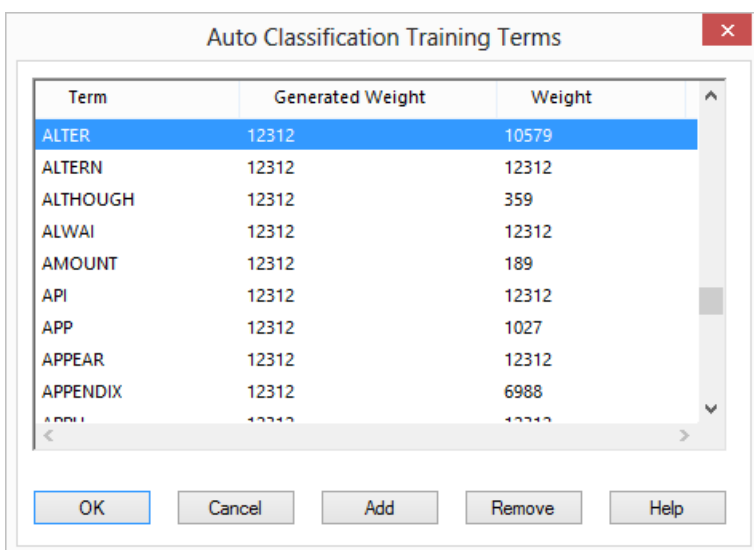 Auto Classification Training Terms
Term Generated Weight Weight
ALTER 12312 10579
ALTERN 12312 12312
ALTHOUGH 12312 359
ALWAI 12312 12312
AMOUNT 12312 189
API 12312 12312
APP 12312 1027
APPEAR 12312 12312
APPENDIX 12312 6988
OK Cancel Add Remove Help